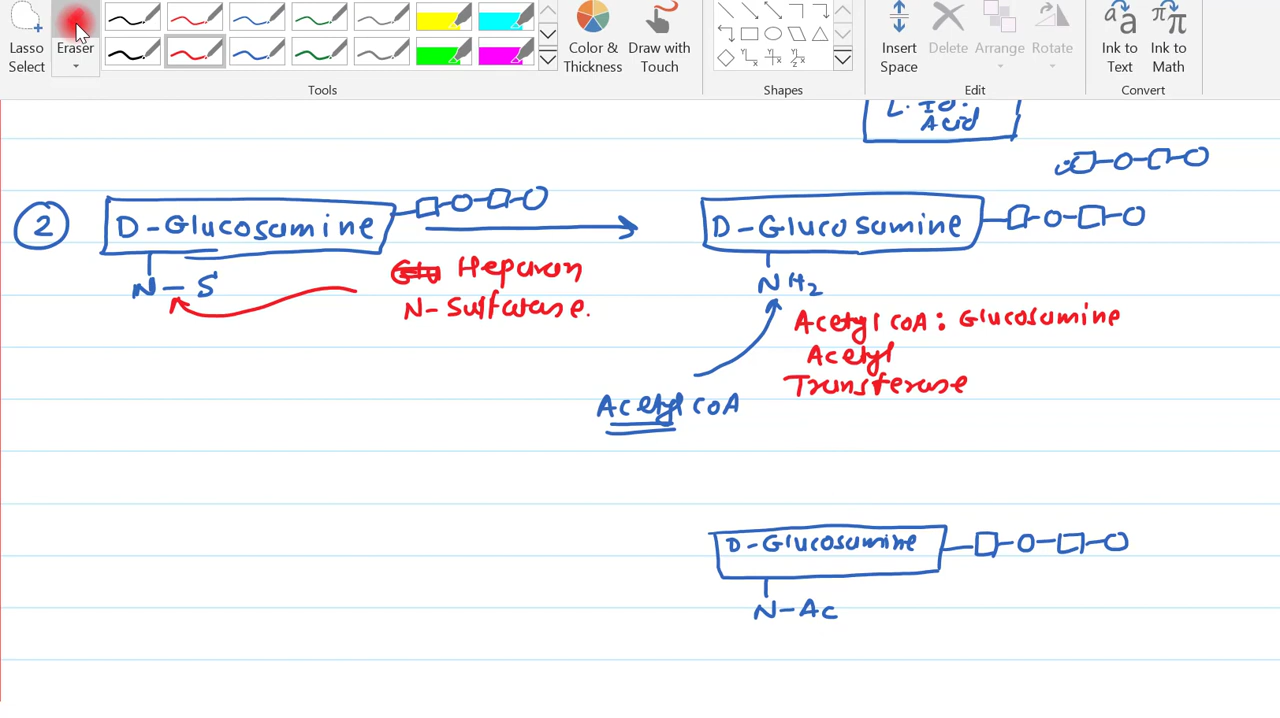 Lasso
Select
Eraser
Color &
Thickness
Draw with
Touch
Insert
Space
Delete
Arrange
Rotate
Ink to
Text
Ink to
Math
Tools
Shapes
Edit
Convert
L. Id.
Acid
2
D-Glucosamine
N-S
Heparan
N-Sulfatase.
D-Glucosamine
NH2
Acetyl CoA: Glucosamine
Acetyl
Transferase
Acetyl CoA
D-Glucosamine
N-Ac